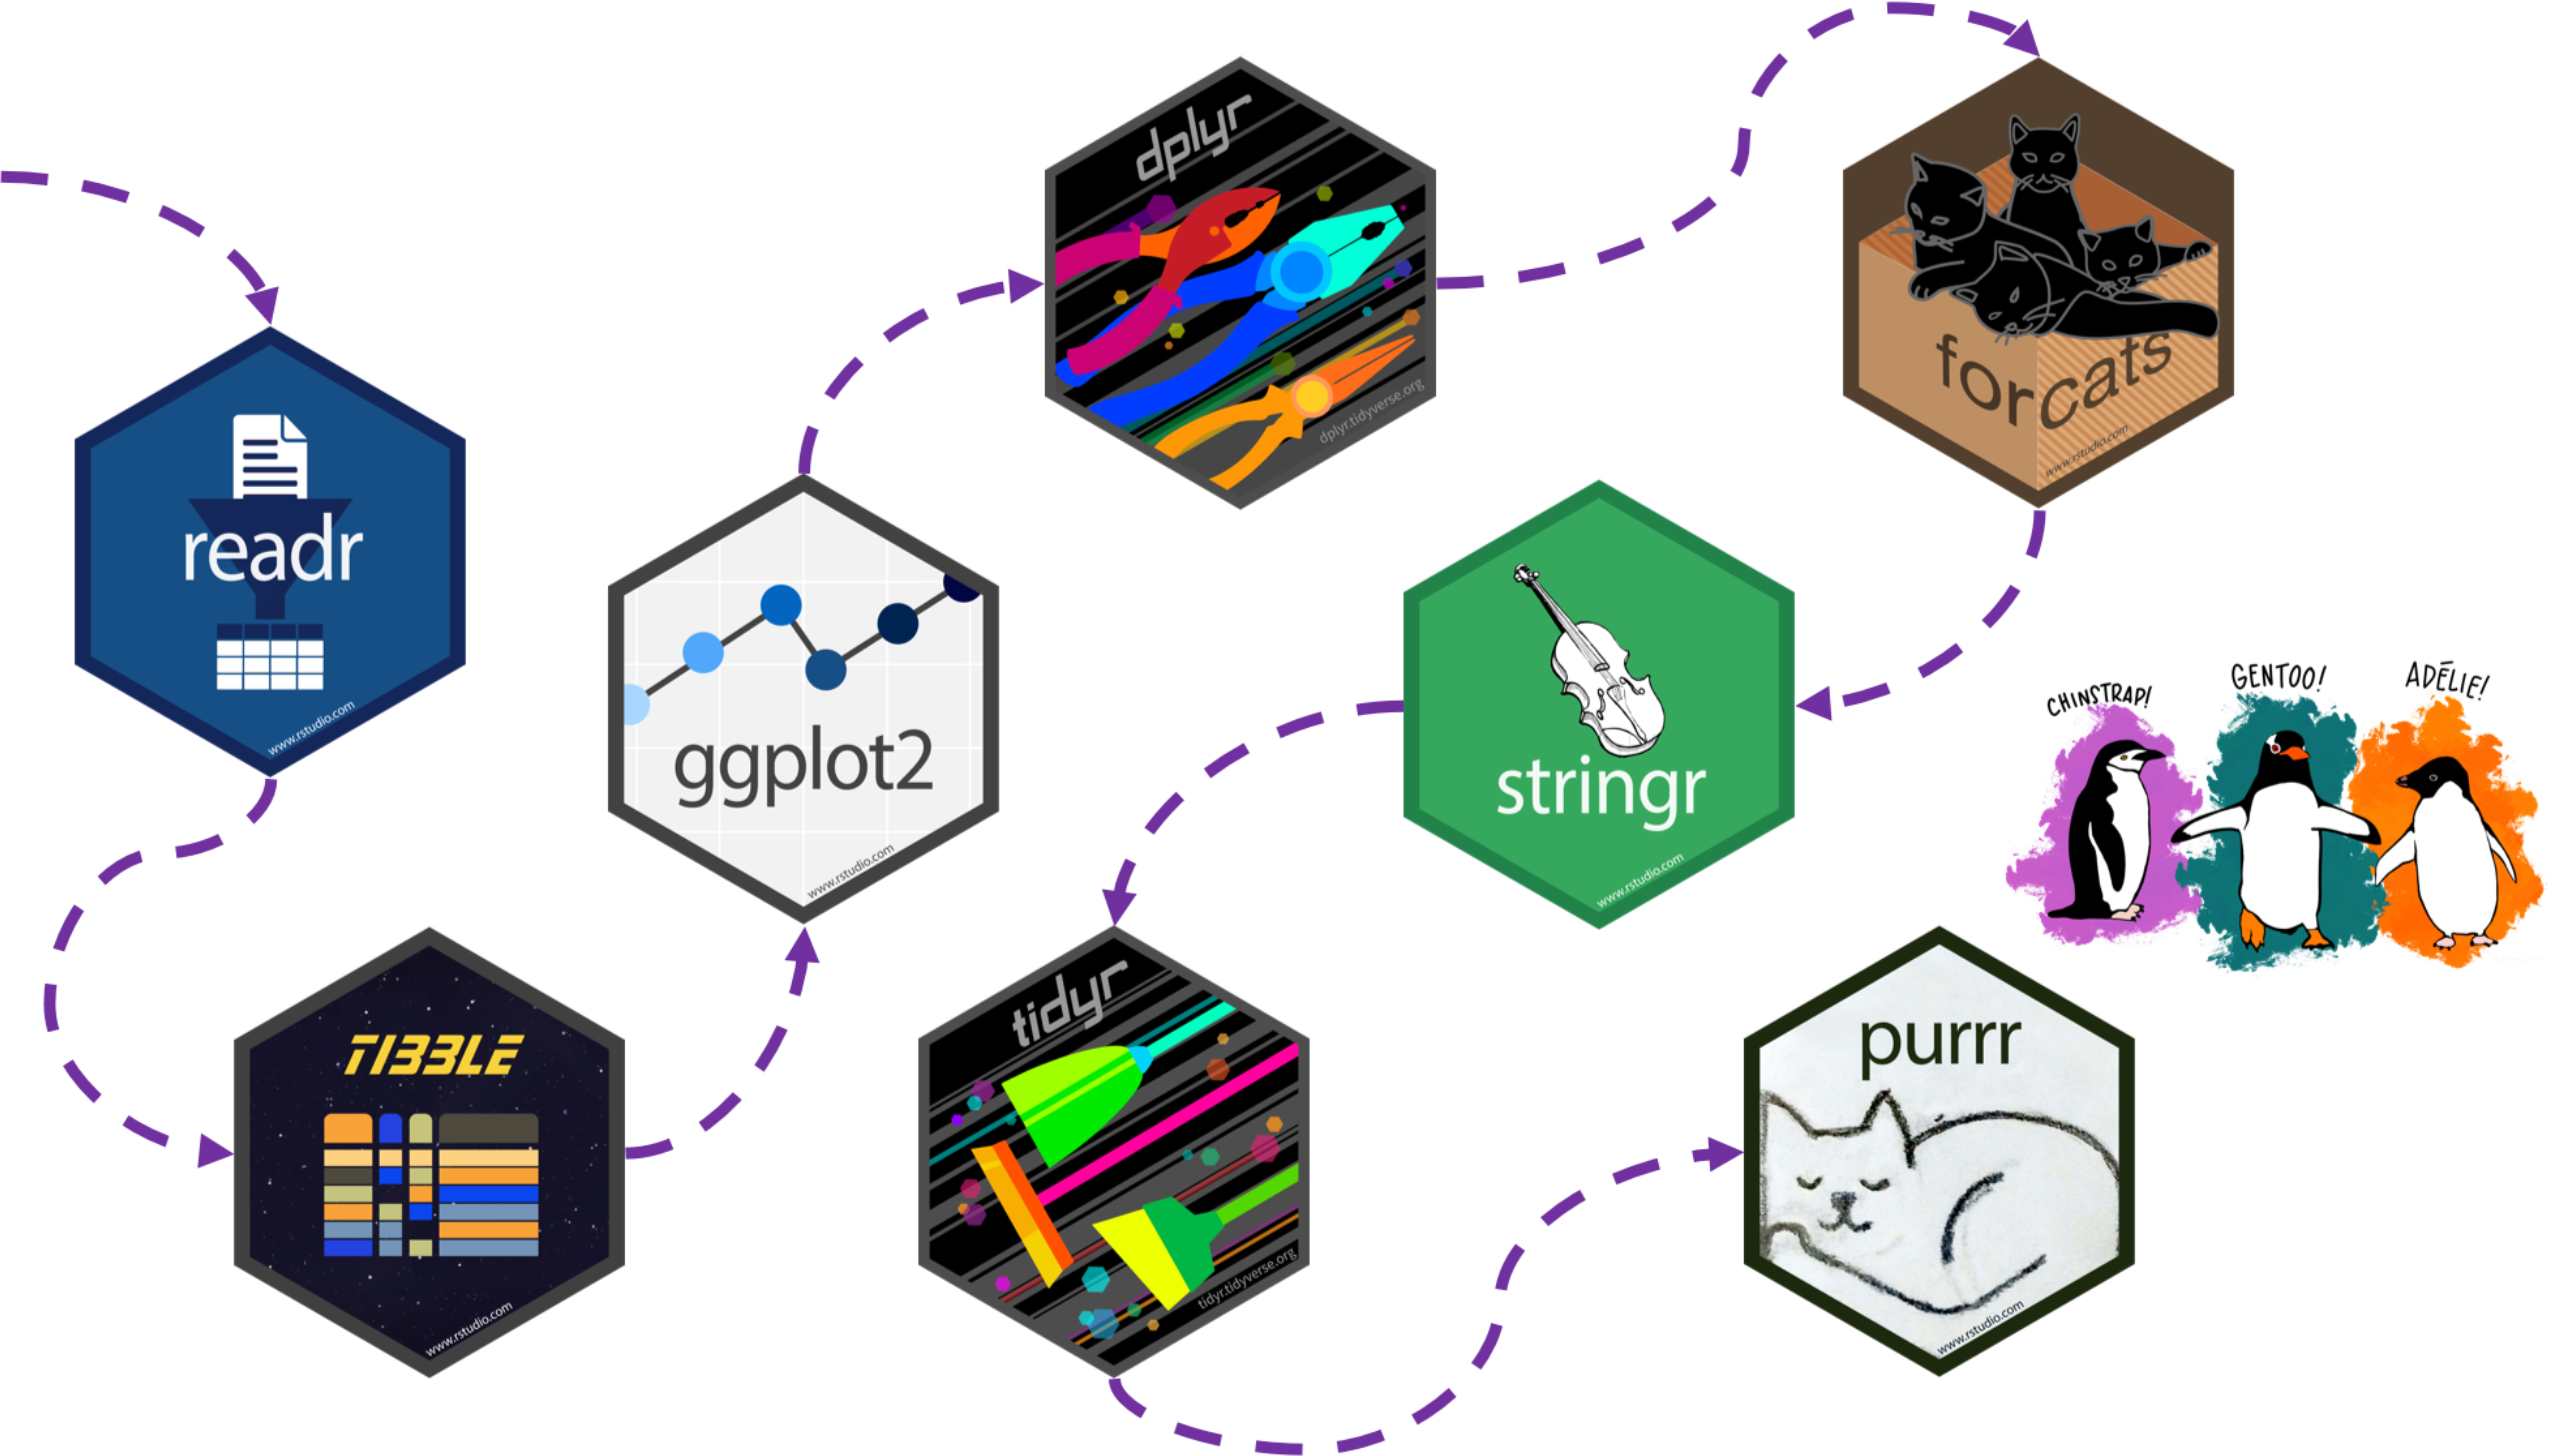 readr
www.rstudio.com
TIBBLE
www.rstudio.com
ggplot2
www.rstudio.com
dplyr
dplyr.tidyverse.org
forcats
www.rstudio.com
stringr
www.rstudio.com
tidyr
tidyr.tidyverse.org
purrr
www.rstudio.com
CHINSTRAP!
GENTOO!
ADÉLIE!